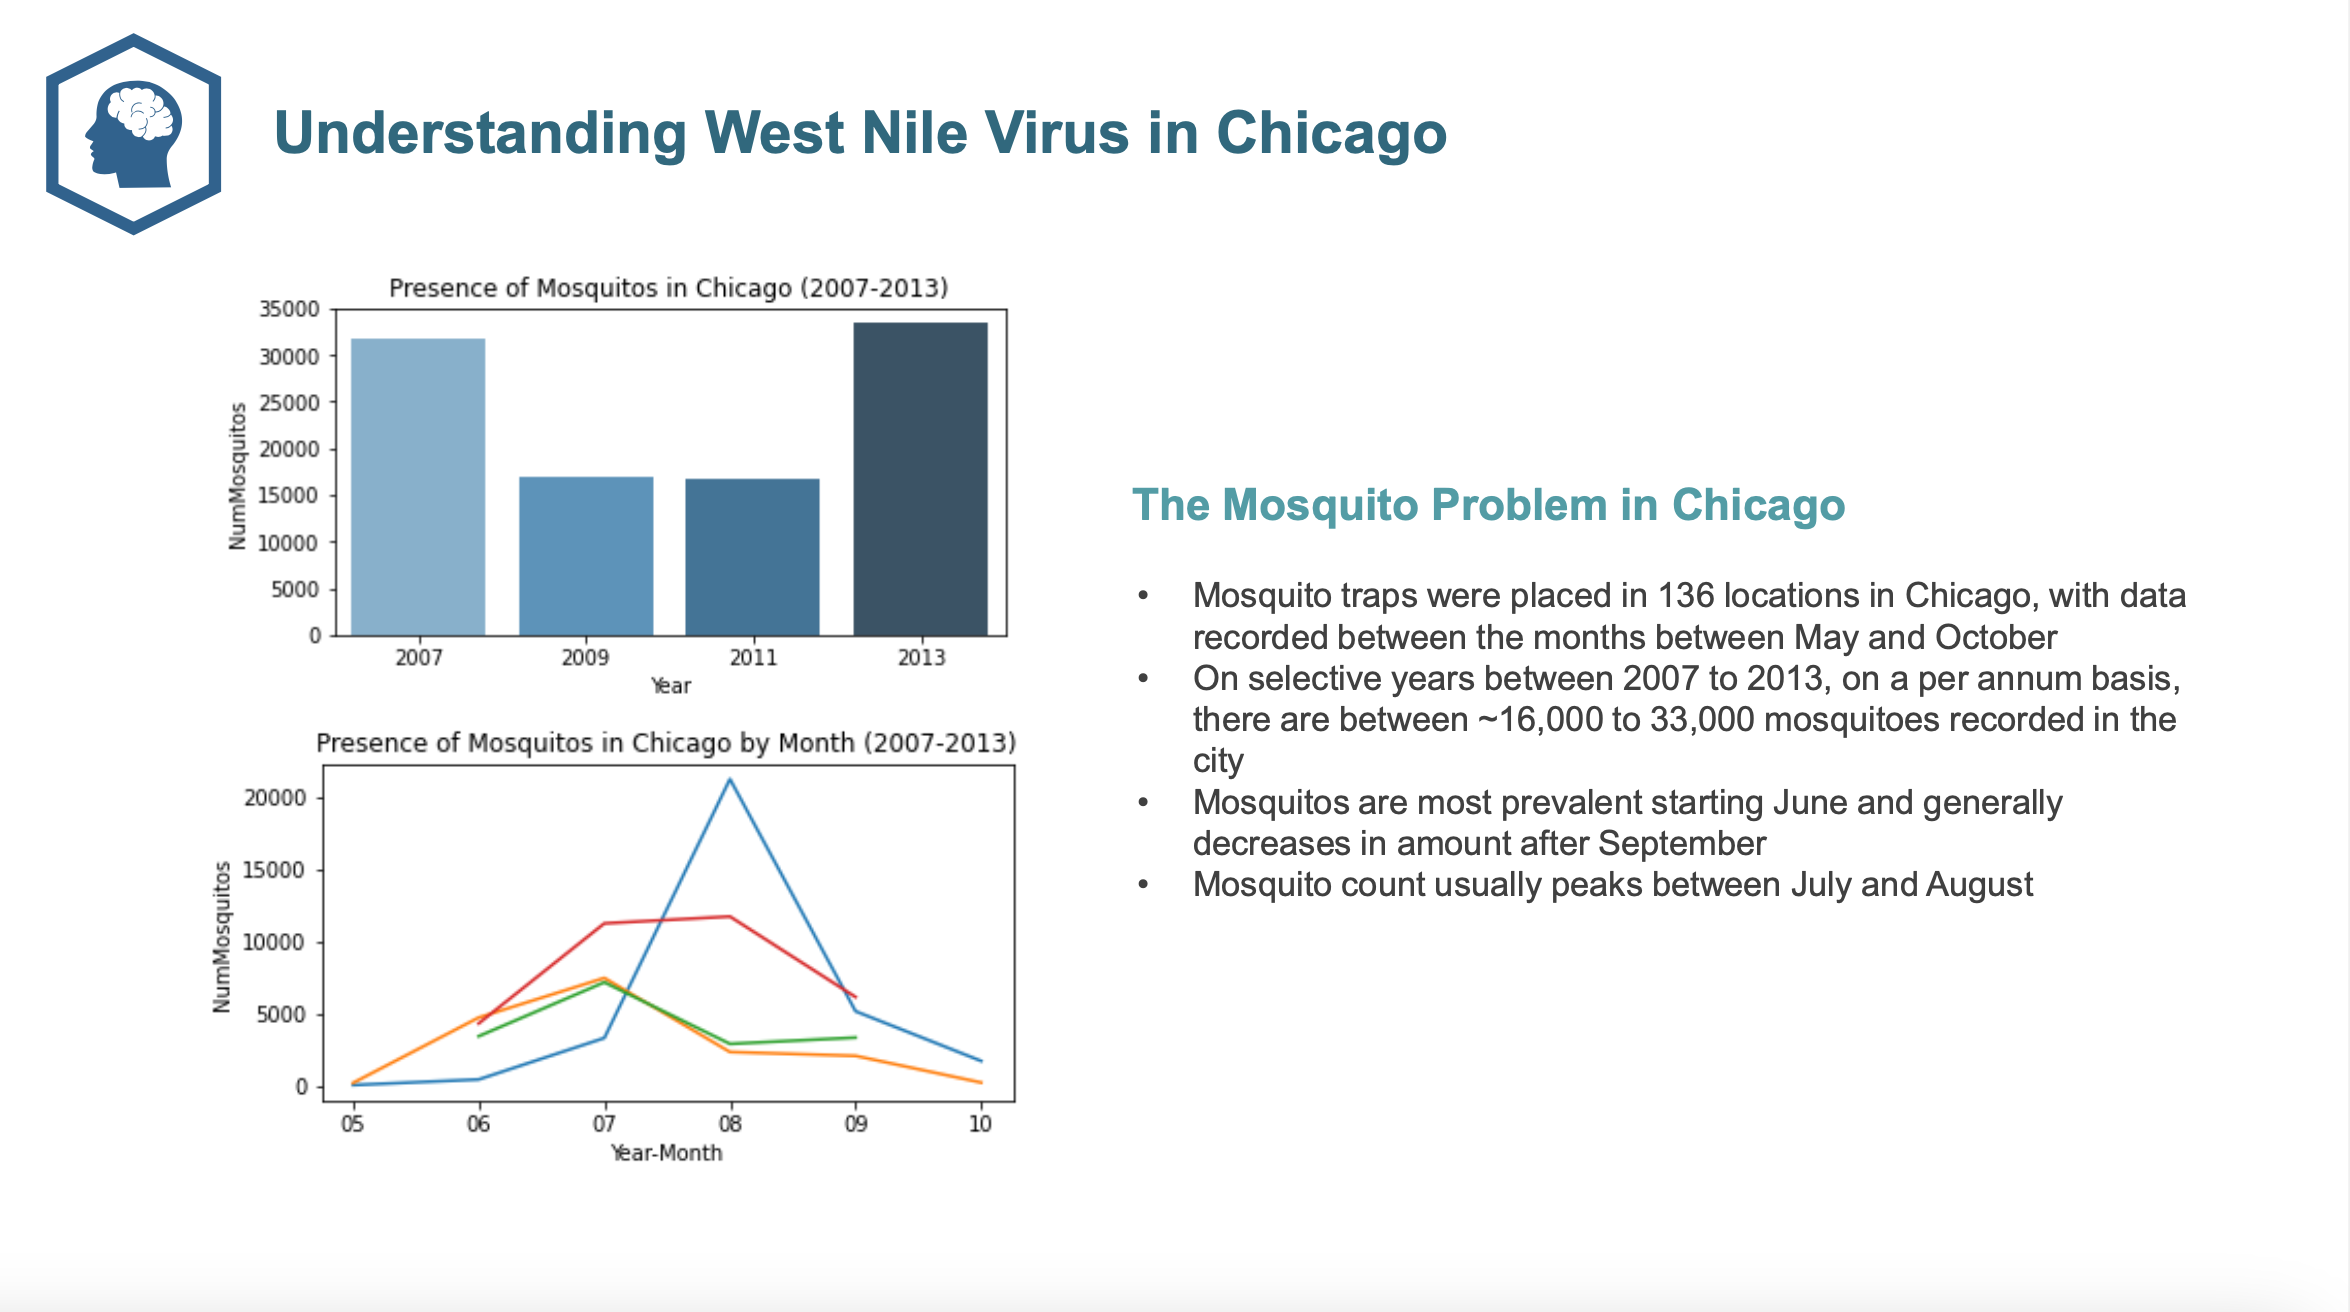 Understanding West Nile Virus in Chicago
Presence of Mosquitos in Chicago (2007-2013)
35000
30000
25000
20000
15000
10000
5000
0
NumMosquitos
2007
2009
2011
2013
Year
Presence of Mosquitos in Chicago by Month (2007-2013)
20000
15000
10000
5000
0
NumMosquitos
05
06
07
08
09
10
Year-Month
The Mosquito Problem in Chicago
• Mosquito traps were placed in 136 locations in Chicago, with data
recorded between the months between May and October
• On selective years between 2007 to 2013, on a per annum basis,
there are between ~16,000 to 33,000 mosquitoes recorded in the
city
• Mosquitos are most prevalent starting June and generally
decreases in amount after September
• Mosquito count usually peaks between July and August